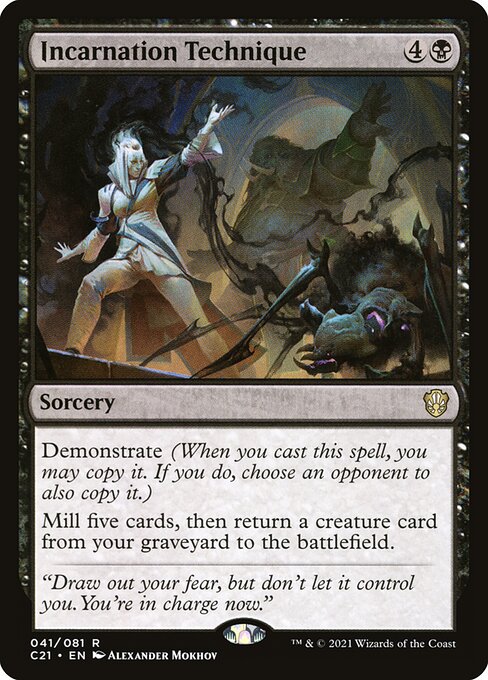 Incarnation Technique 4
Sorcery
Demonstrate (When you cast this spell, you
may copy it. If you do, choose an opponent to
also copy it.)
Mill five cards, then return a creature card
from your graveyard to the battlefield.
“Draw out your fear, but don’t let it control
you. You’re in charge now.”
041/081 R
C21 • EN Alexander Mokhov
™ & © 2021 Wizards of the Coast